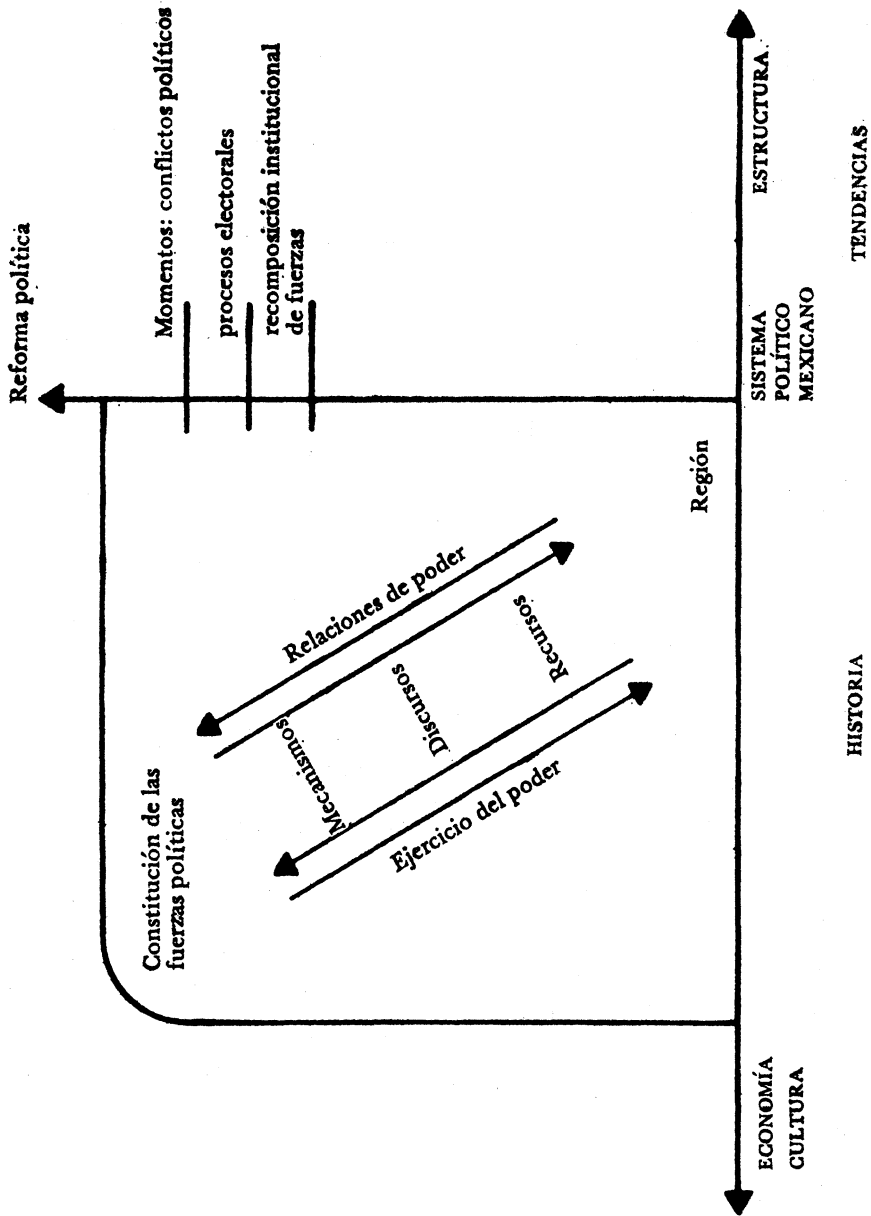 Reforma política
Momentos: conflictos políticos
procesos electorales
recomposición institucional
de fuerzas
Constitución de las
fuerzas políticas
Relaciones de poder
Mecanismos
Discursos
Recursos
Ejercicio del poder
Región
ECONOMÍA
CULTURA
SISTEMA
POLÍTICO
MEXICANO
ESTRUCTURA
HISTORIA
TENDENCIAS